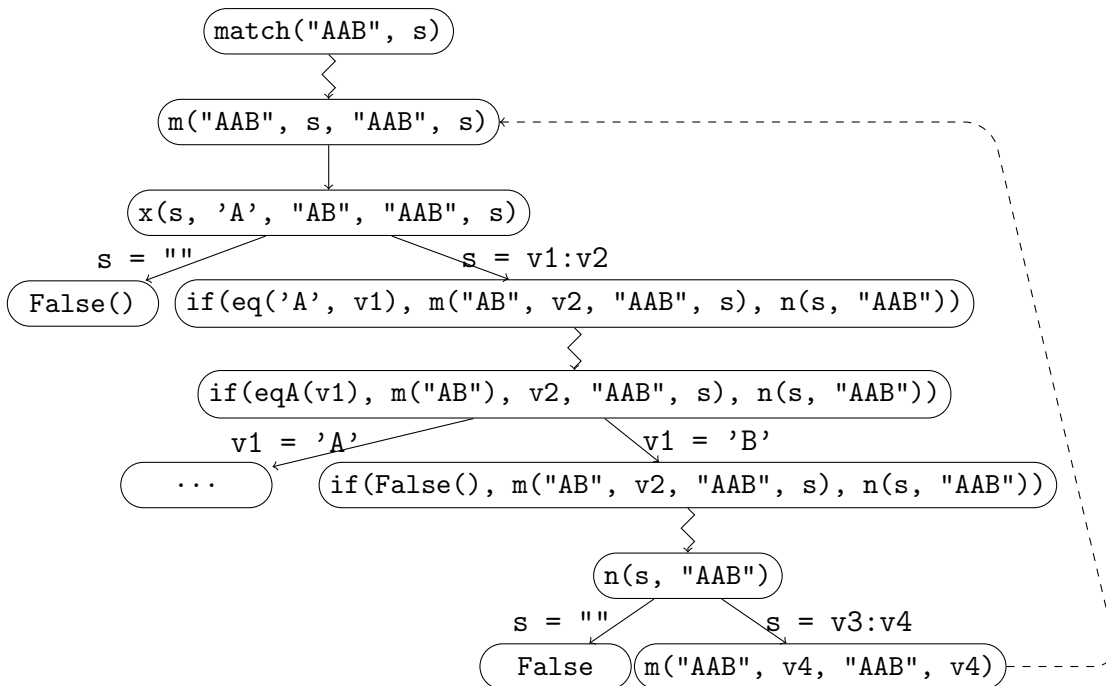 match("AAB", s)
m("AAB", s, "AAB", s)
x(s, 'A', "AB", "AAB", s)
s = ""
s = v1:v2
False()
if(eq('A', v1), m("AB", v2, "AAB", s), n(s, "AAB"))
if(eqA(v1), m("AB"), v2, "AAB", s), n(s, "AAB"))
v1 = 'A'
v1 = 'B'
...
if(False(), m("AB", v2, "AAB", s), n(s, "AAB"))
n(s, "AAB")
s = ""
s = v3:v4
False
m("AAB", v4, "AAB", v4)